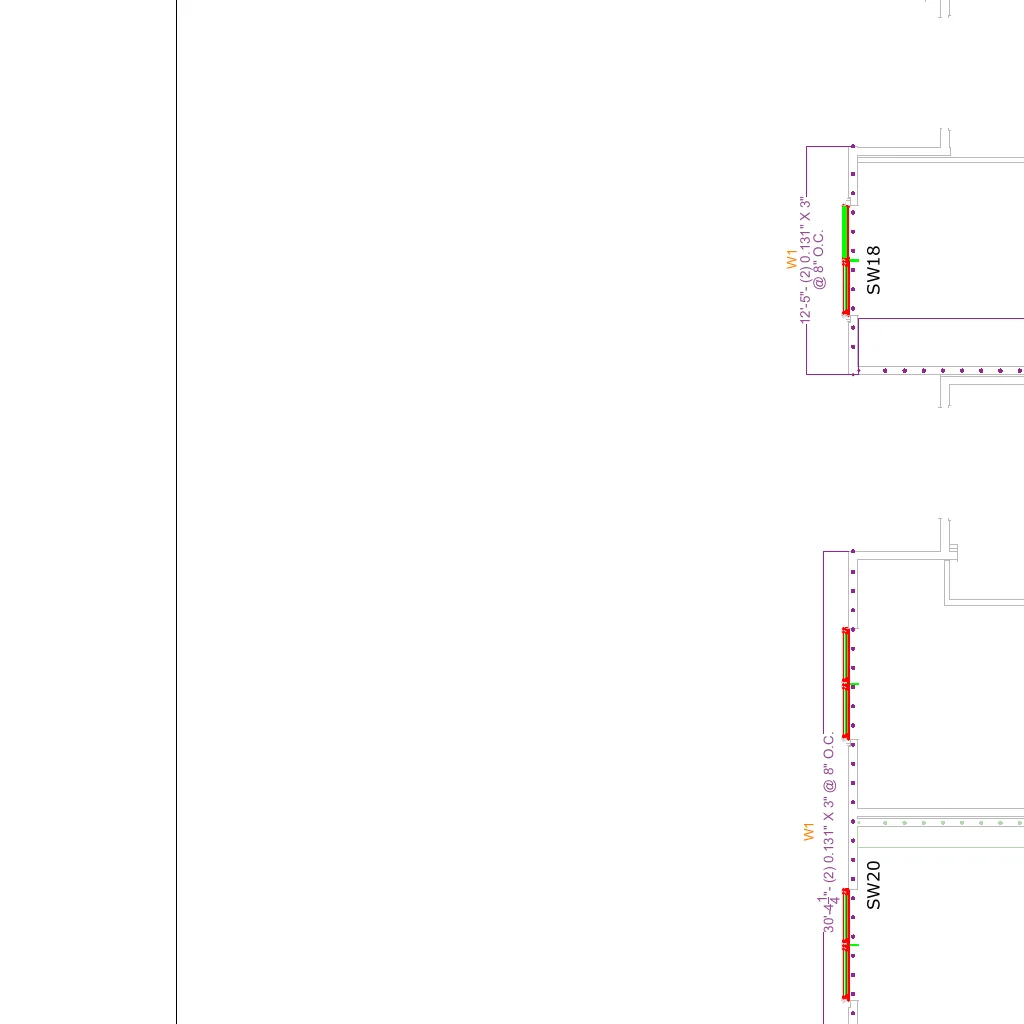 W1
12'-5"- (2) 0.131" X 3"
@ 8" O.C.
SW18
W1
30'-4 1/4"- (2) 0.131" X 3" @ 8" O.C.
SW20